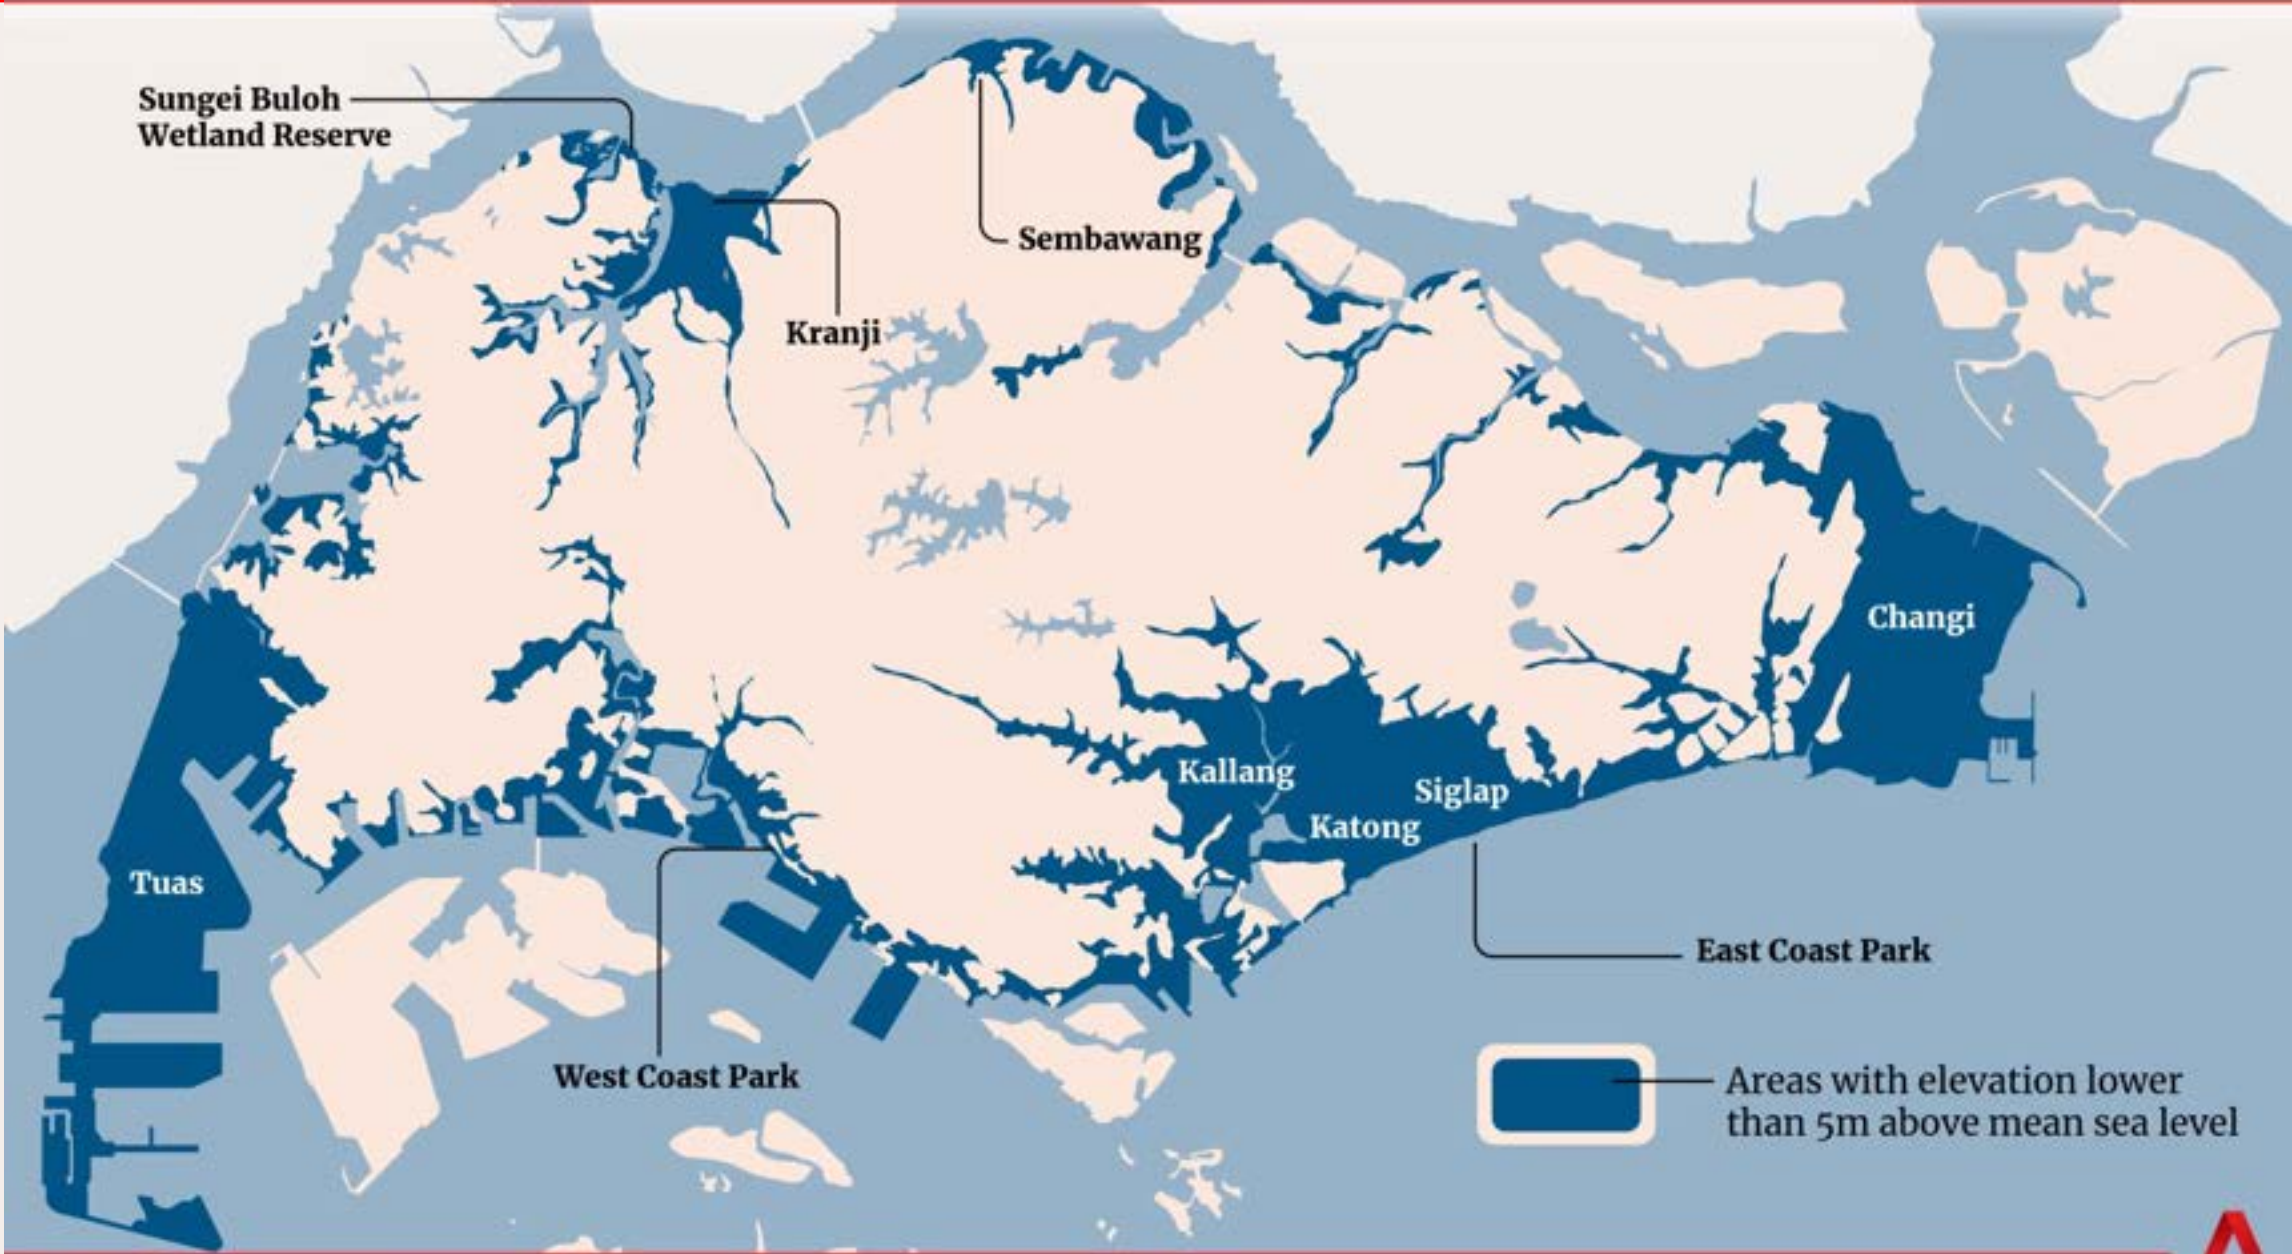 Sungei Buloh
Wetland Reserve
Sembawang
Kranji
Changi
Kallang
Siglap
Katong
Tuas
East Coast Park
West Coast Park
Areas with elevation lower
than 5m above mean sea level